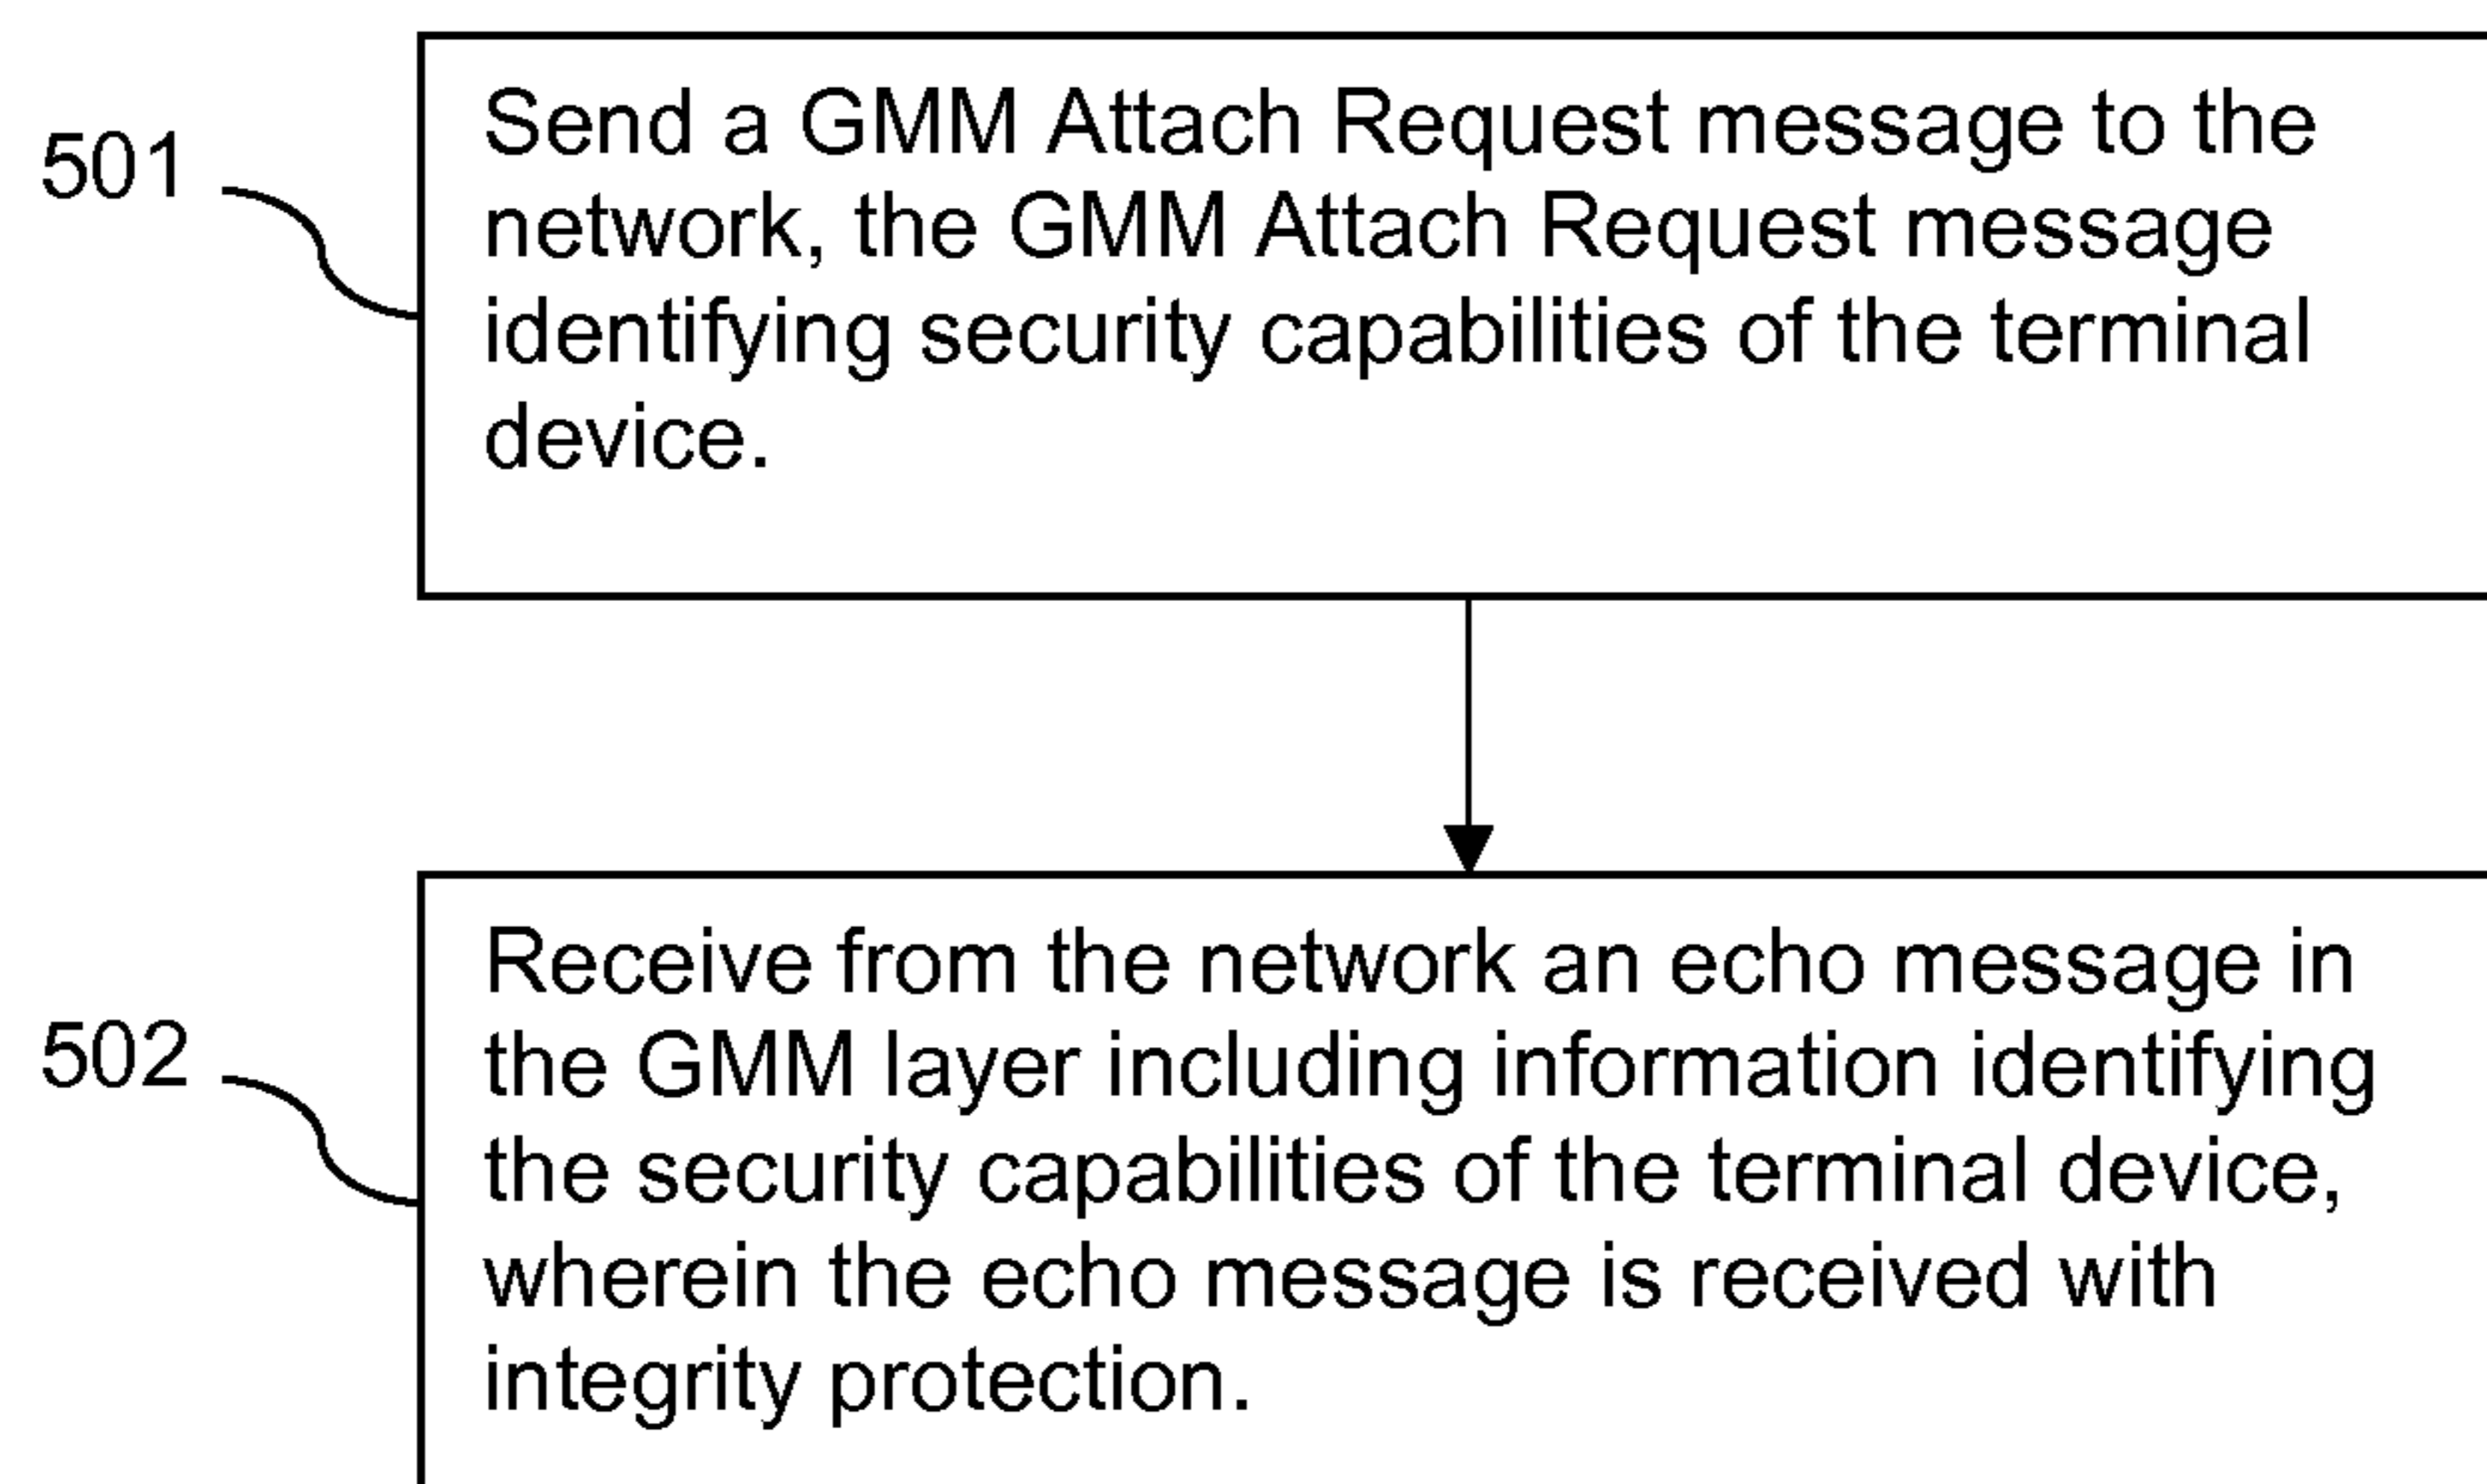 501
Send a GMM Attach Request message to the
network, the GMM Attach Request message
identifying security capabilities of the terminal
device.
502
Receive from the network an echo message in
the GMM layer including information identifying
the security capabilities of the terminal device,
wherein the echo message is received with
integrity protection.